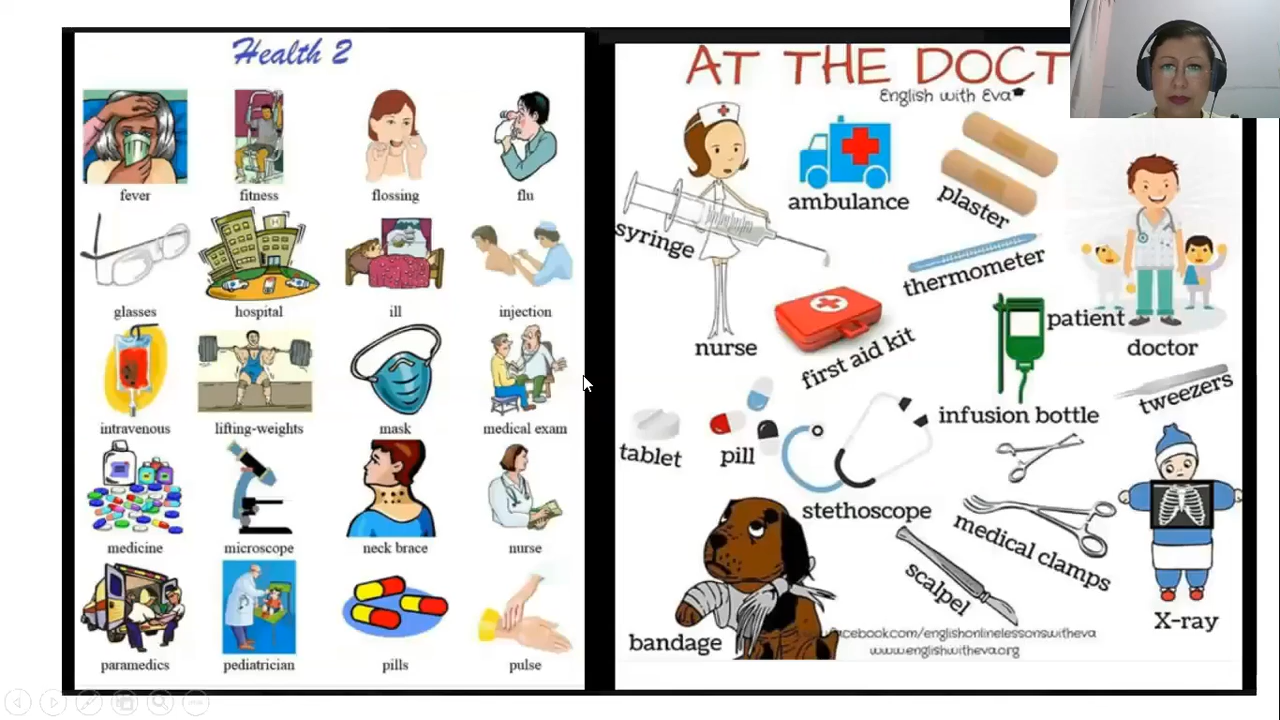 Health 2
fever fitness flossing flu
glasses hospital ill injection
intravenous lifting-weights mask medical exam
medicine microscope neck brace nurse
paramedics pediatrician pills pulse
AT THE DOCT
English with Eva
ambulance
plaster
syringe
thermometer
nurse
first aid kit
patient
doctor
infusion bottle
tweezers
tablet
pill
stethoscope
medical clamps
scalpel
bandage
X-ray
facebook.com/englishonlinelessonswitheva
www.englishwitheva.org